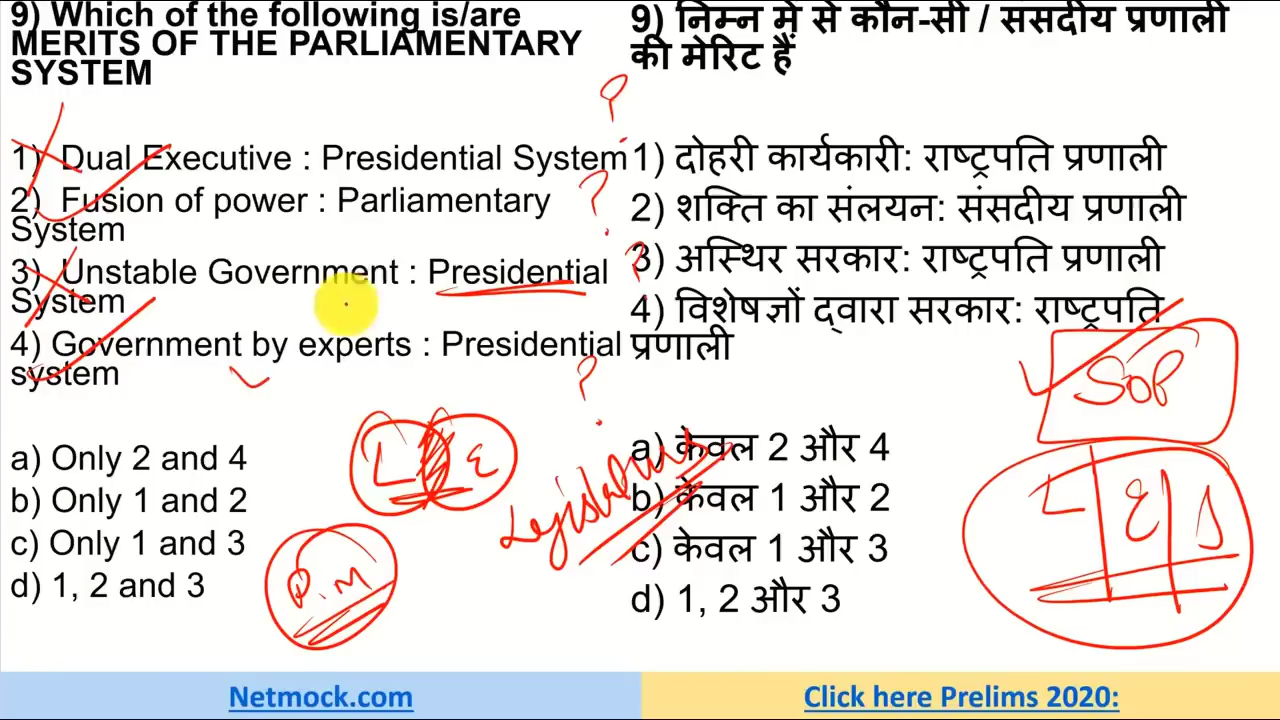 9) Which of the following is/are
MERITS OF THE PARLIAMENTARY
SYSTEM
1) Dual Executive : Presidential System
2) Fusion of power : Parliamentary
System
3) Unstable Government : Presidential
System
4) Government by experts : Presidential
system
a) Only 2 and 4
b) Only 1 and 2
c) Only 1 and 3
d) 1, 2 and 3
L E
P.M
Legislature
9) निम्न में से कौन-सी / संसदीय प्रणाली
की मेरिट हैं
1) दोहरी कार्यकारी: राष्ट्रपति प्रणाली
2) शक्ति का संलयन: संसदीय प्रणाली
3) अस्थिर सरकार: राष्ट्रपति प्रणाली
4) विशेषज्ञों द्वारा सरकार: राष्ट्रपति
प्रणाली
a) केवल 2 और 4
b) केवल 1 और 2
c) केवल 1 और 3
d) 1, 2 और 3
SOP
L E J
Netmock.com
Click here Prelims 2020: